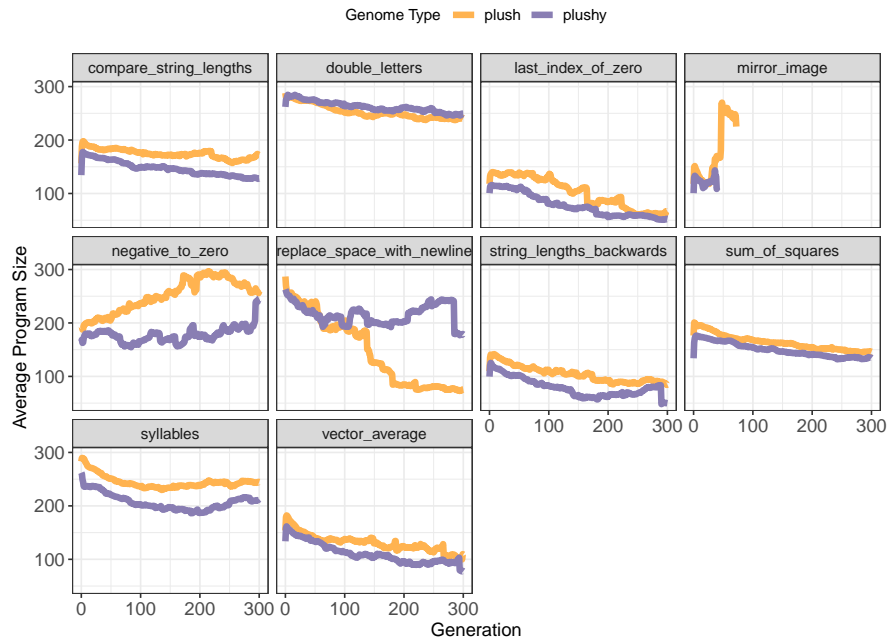 Genome Type plush plushy
compare_string_lengths double_letters last_index_of_zero mirror_image
300
200
100
negative_to_zero replace_space_with_newline string_lengths_backwards sum_of_squares
300
200
100
0 100 200 300 0 100 200 300
syllables vector_average
300
200
100
0 100 200 300 0 100 200 300
Generation
Average Program Size